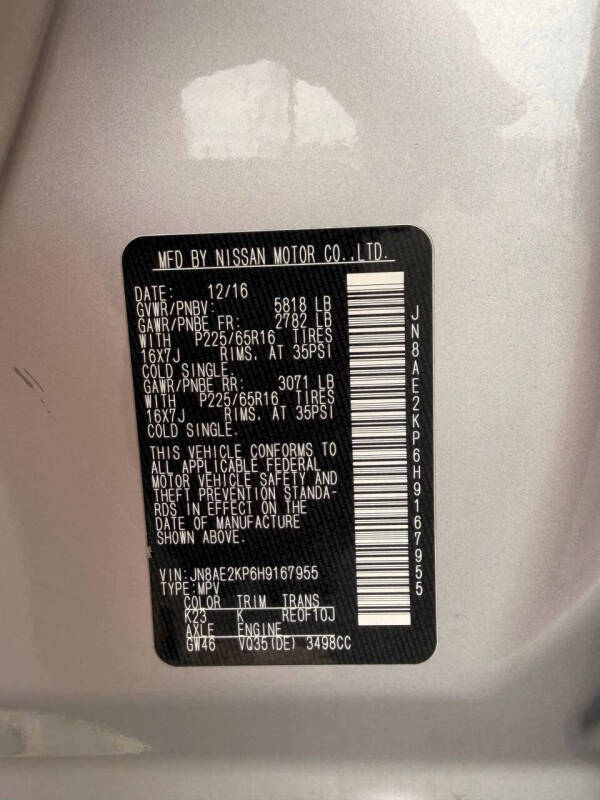 MFD BY NISSAN MOTOR CO.,LTD.
DATE: 12/16
GVWR/PNBV: 5818 LB
GAWR/PNBE FR: 2782 LB
WITH P225/65R16 TIRES
16X7J RIMS. AT 35PSI
COLD SINGLE.
GAWR/PNBE RR: 3071 LB
WITH P225/65R16 TIRES
16X7J RIMS. AT 35PSI
COLD SINGLE.
THIS VEHICLE CONFORMS TO
ALL APPLICABLE FEDERAL
MOTOR VEHICLE SAFETY AND
THEFT PREVENTION STANDA-
RDS IN EFFECT ON THE
DATE OF MANUFACTURE
SHOWN ABOVE.
VIN:JN8AE2KP6H9167955
TYPE:MPV
COLOR TRIM TRANS
K23 K RE0F10J
AXLE ENGINE
GW46 VQ35(DE) 3498CC
JN8AE2KP6H9167955